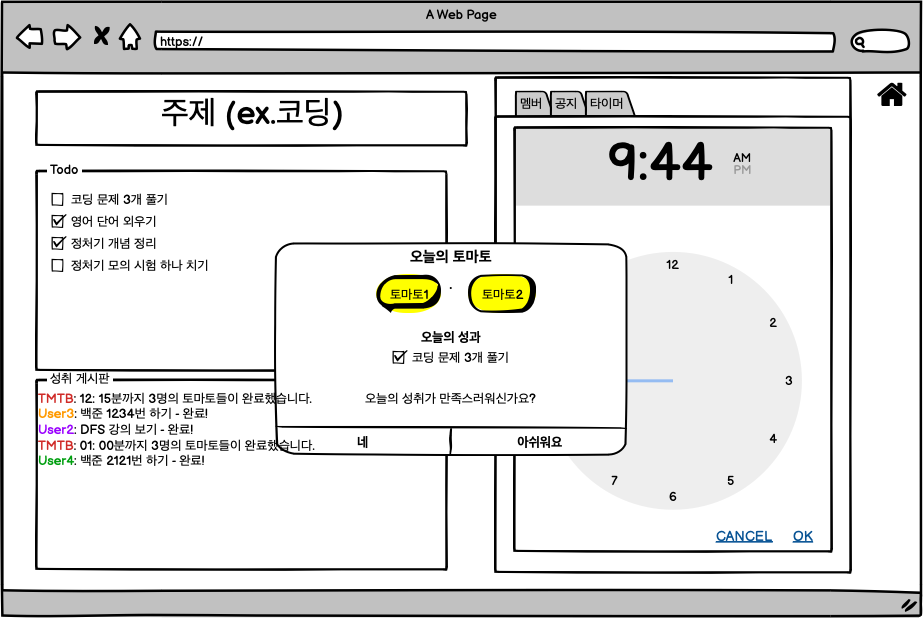 A Web Page
https://
주제 (ex.코딩)
Todo
코딩 문제 3개 풀기
영어 단어 외우기
정처기 개념 정리
정처기 모의 시험 하나 치기
성취 게시판
TMTB: 12: 15분까지 3명의 토마토들이 완료했습니다.
User3: 백준 1234번 하기 - 완료!
User2: DFS 강의 보기 - 완료!
TMTB: 01: 00분까지 3명의 토마토들이 완료했습니다.
User4: 백준 2121번 하기 - 완료!
오늘의 토마토
토마토1 · 토마토2
오늘의 성과
코딩 문제 3개 풀기
오늘의 성취가 만족스러워신가요?
네 아쉬워요
멤버 공지 타이머
9:44 AM
PM
12
1
2
3
4
5
6
7
CANCEL OK